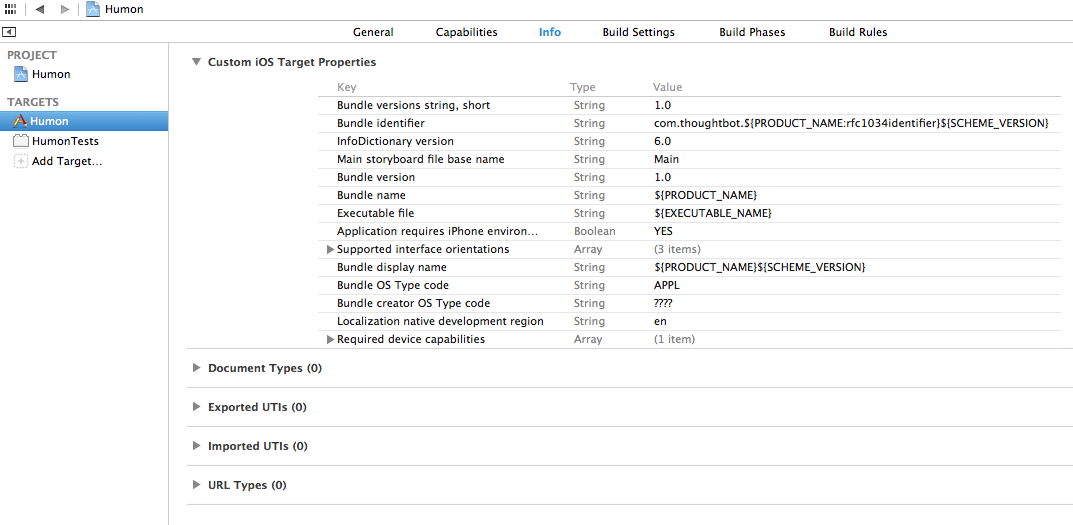 Humon
General Capabilities Info Build Settings Build Phases Build Rules
PROJECT
Humon
TARGETS
Humon
HumonTests
Add Target...
Custom iOS Target Properties
Key Type Value
Bundle versions string, short String 1.0
Bundle identifier String com.thoughtbot.${PRODUCT_NAME:rfc1034identifier}${SCHEME_VERSION}
InfoDictionary version String 6.0
Main storyboard file base name String Main
Bundle version String 1.0
Bundle name String ${PRODUCT_NAME}
Executable file String ${EXECUTABLE_NAME}
Application requires iPhone environ... Boolean YES
Supported interface orientations Array (3 items)
Bundle display name String ${PRODUCT_NAME}${SCHEME_VERSION}
Bundle OS Type code String APPL
Bundle creator OS Type code String ????
Localization native development region String en
Required device capabilities Array (1 item)
Document Types (0)
Exported UTIs (0)
Imported UTIs (0)
URL Types (0)